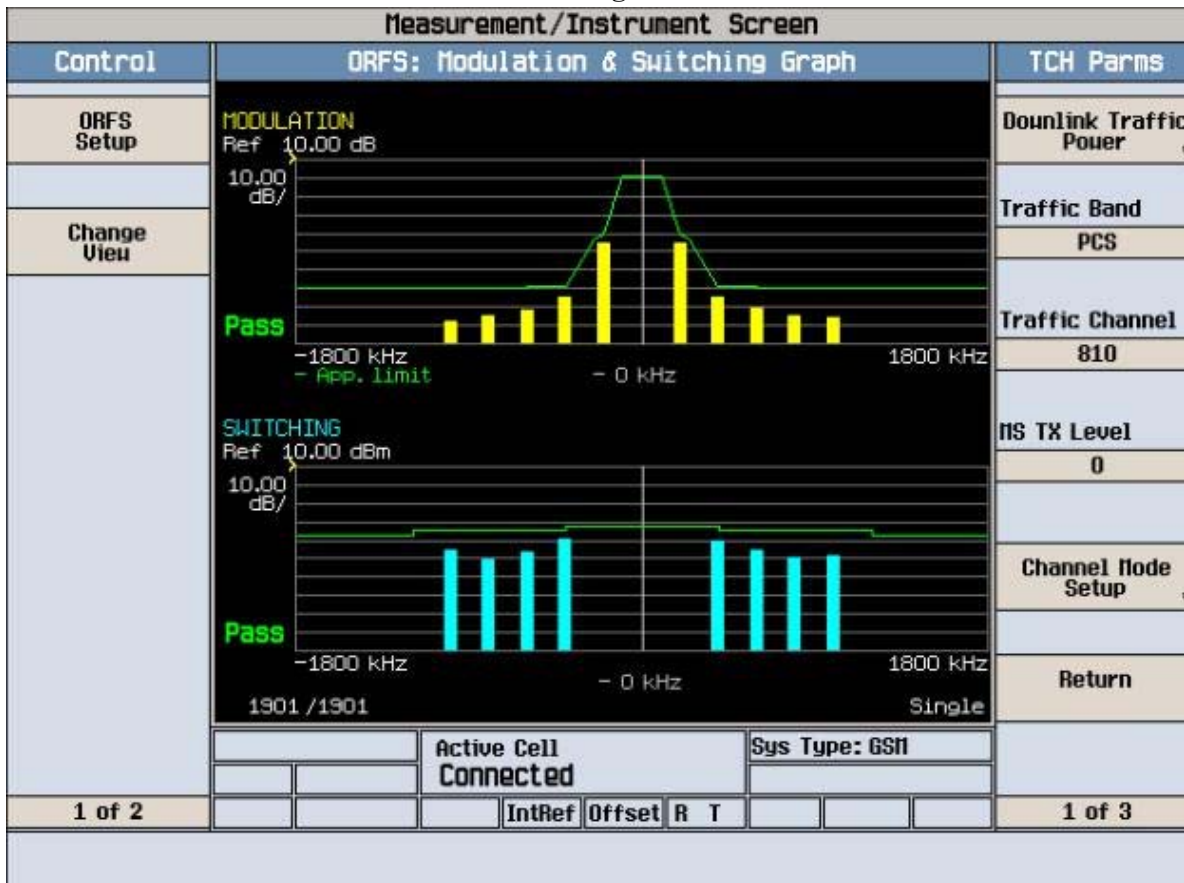 Measurement/Instrument Screen
Control
ORFS: Modulation & Switching Graph
TCH Parms
ORFS
Setup
Change
View
1 of 2
MODULATION
Ref 10.00 dB
10.00
dB/
Pass
-1800 kHz
1800 kHz
- App. limit
- 0 kHz
SWITCHING
Ref 10.00 dBm
10.00
dB/
Pass
-1800 kHz
1800 kHz
- 0 kHz
1901/1901
Single
Active Cell
Connected
Sys Type: GSM
IntRef
Offset
R T
Downlink Traffic
Power
Traffic Band
PCS
Traffic Channel
810
MS TX Level
0
Channel Mode
Setup
Return
1 of 3